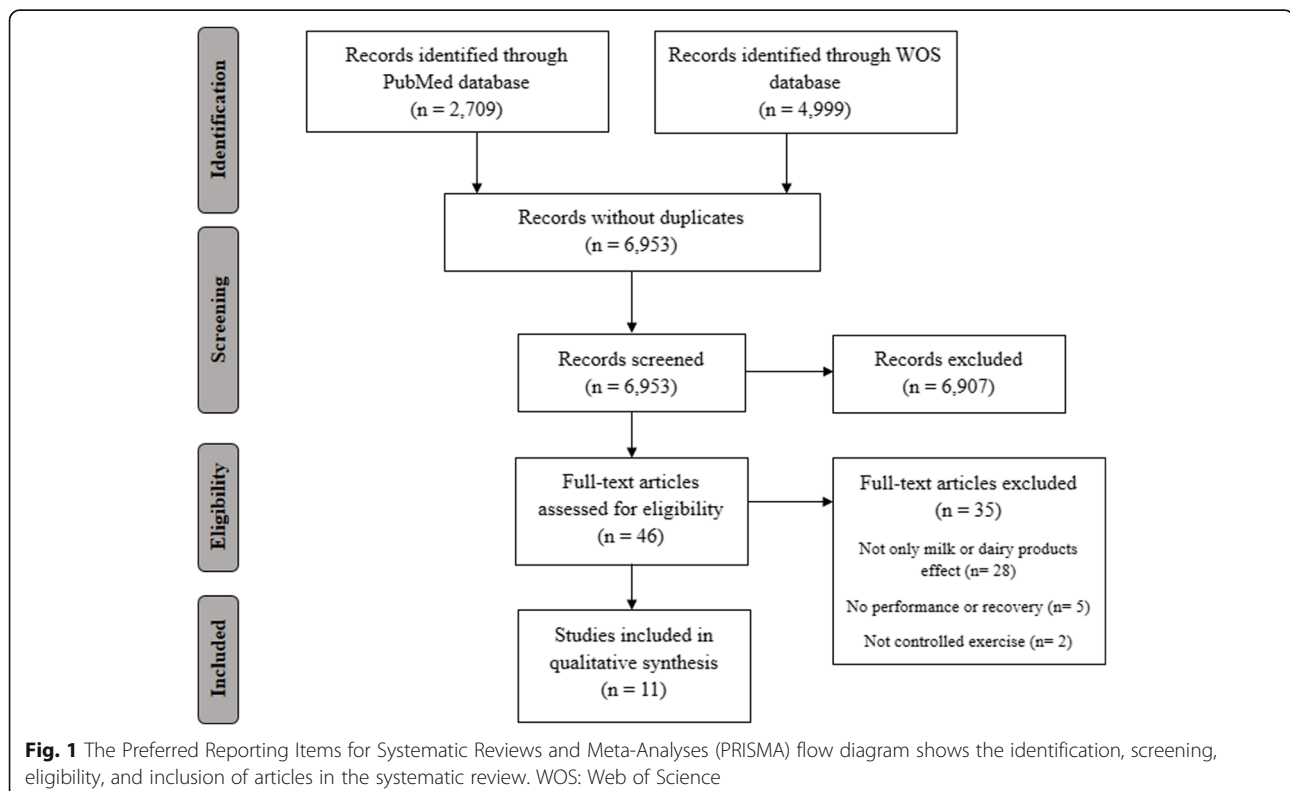 Identification
Records identified through
PubMed database
(n = 2,709)
Records identified through WOS
database
(n = 4,999)
Records without duplicates
(n = 6,953)
Screening
Records screened
(n = 6,953)
Records excluded
(n = 6,907)
Eligibility
Full-text articles
assessed for eligibility
(n = 46)
Full-text articles excluded
(n = 35)
Not only milk or dairy products
effect (n= 28)
No performance or recovery (n= 5)
Not controlled exercise (n= 2)
Included
Studies included in
qualitative synthesis
(n = 11)
Fig. 1 The Preferred Reporting Items for Systematic Reviews and Meta-Analyses (PRISMA) flow diagram shows the identification, screening,
eligibility, and inclusion of articles in the systematic review. WOS: Web of Science